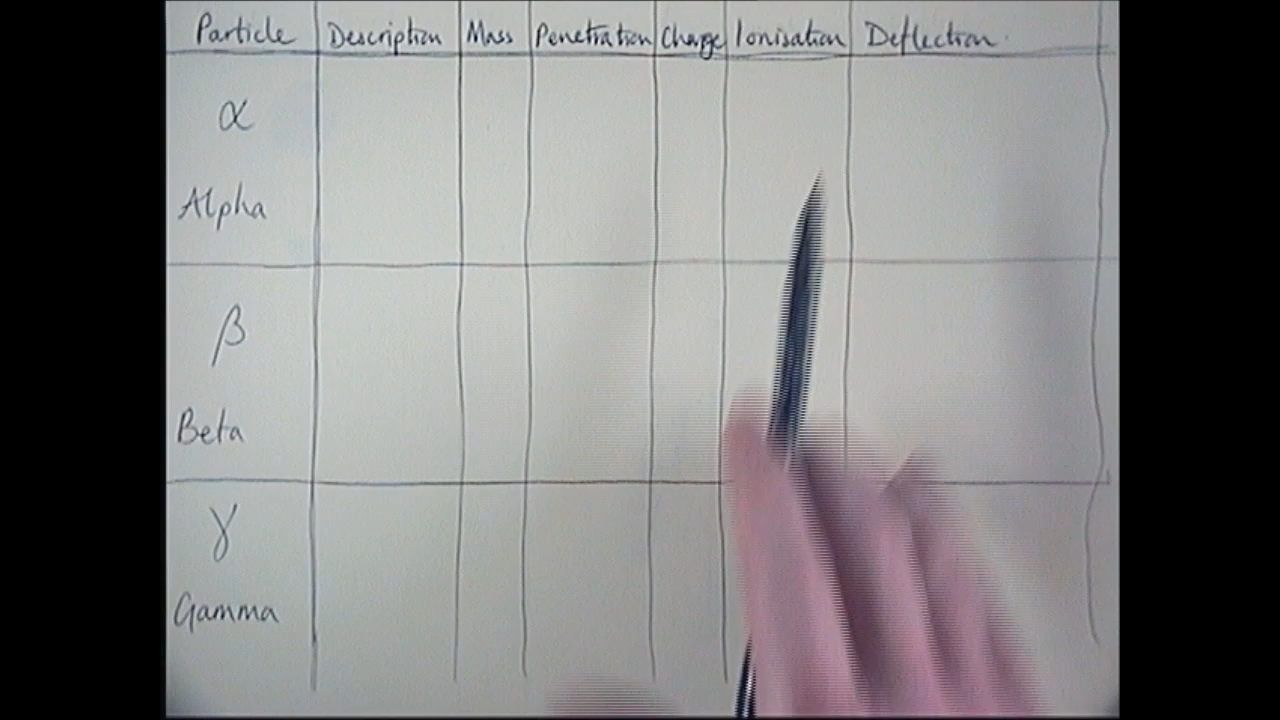 Particle Description Mass Penetration Charge Ionisation Deflection
α
Alpha
β
Beta
γ
Gamma